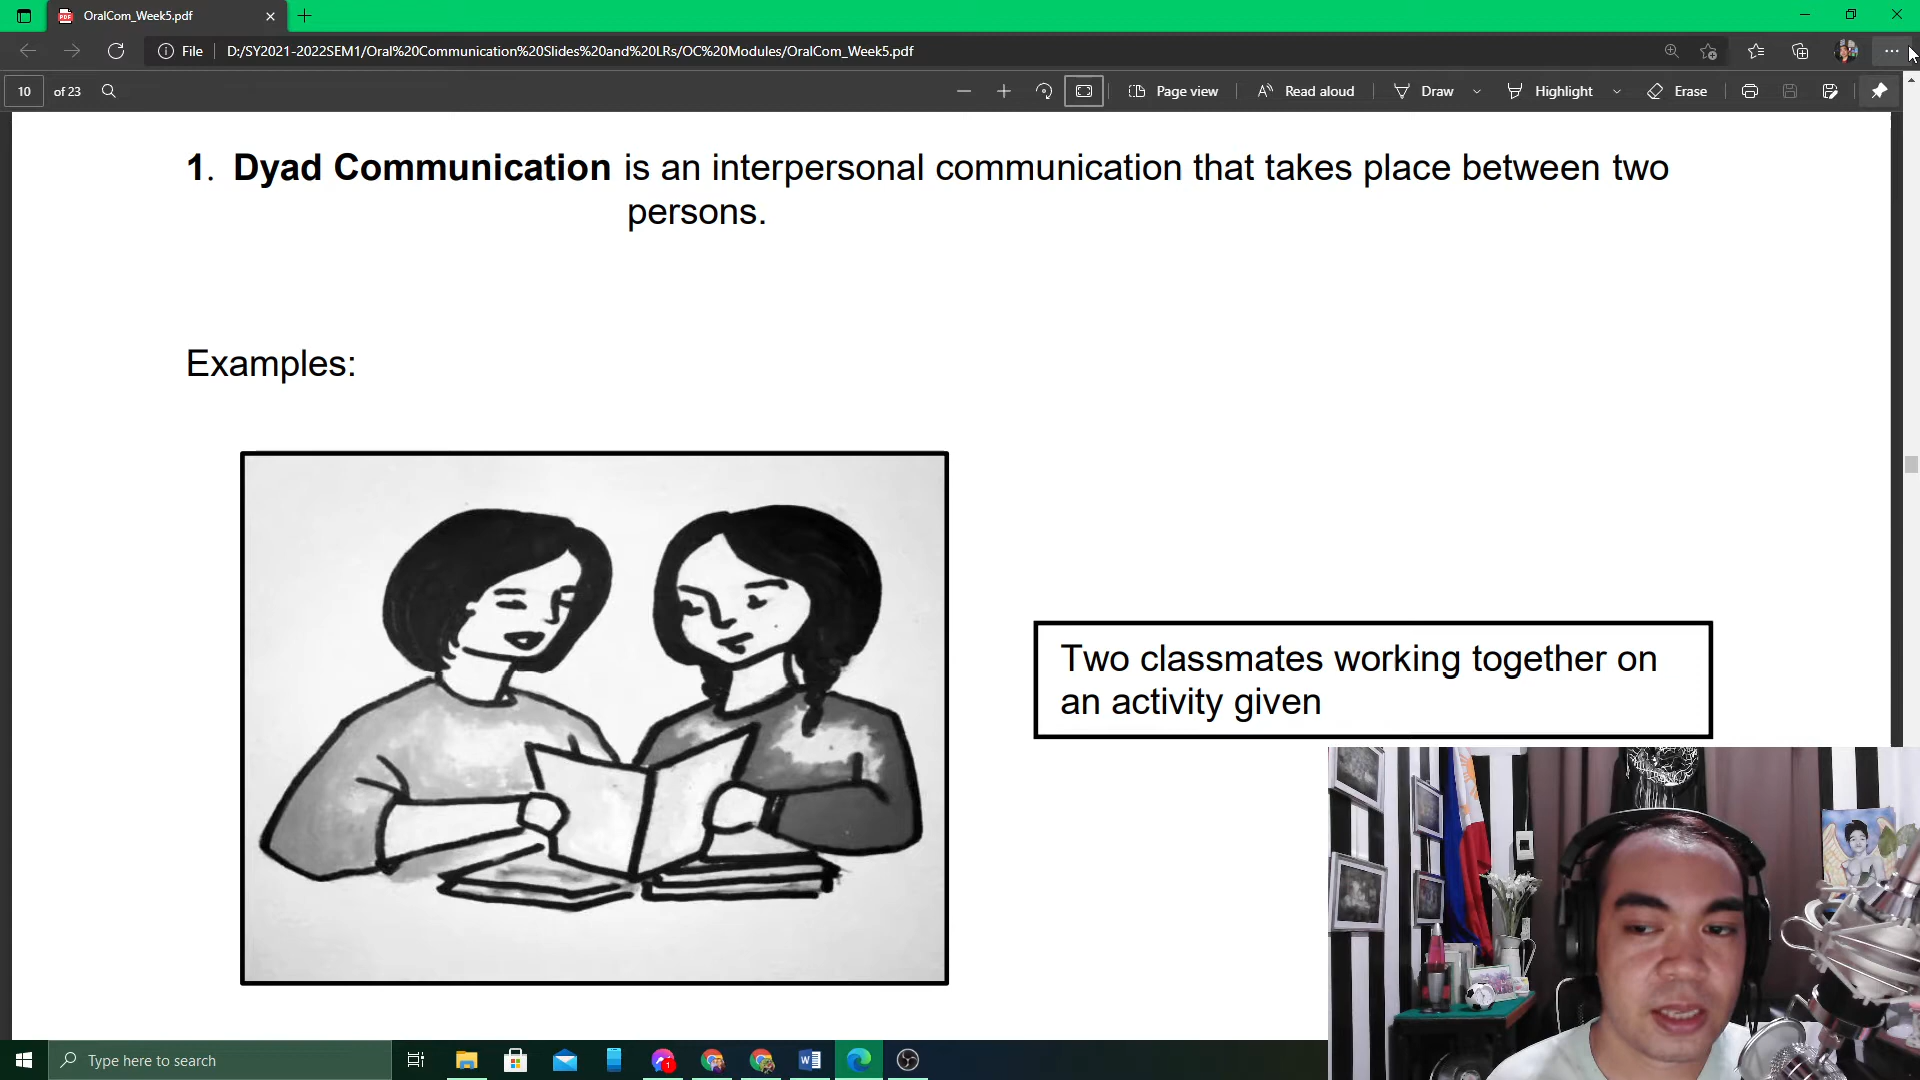 OralCom_Week5.pdf
File
D:/SY2021-2022SEM1/Oral%20Communication%20Slides%20and%20LRs/OC%20Modules/OralCom_Week5.pdf
10 of 23
Page view
Read aloud
Draw
Highlight
Erase
1. Dyad Communication is an interpersonal communication that takes place between two
persons.
Examples:
Two classmates working together on
an activity given
Type here to search